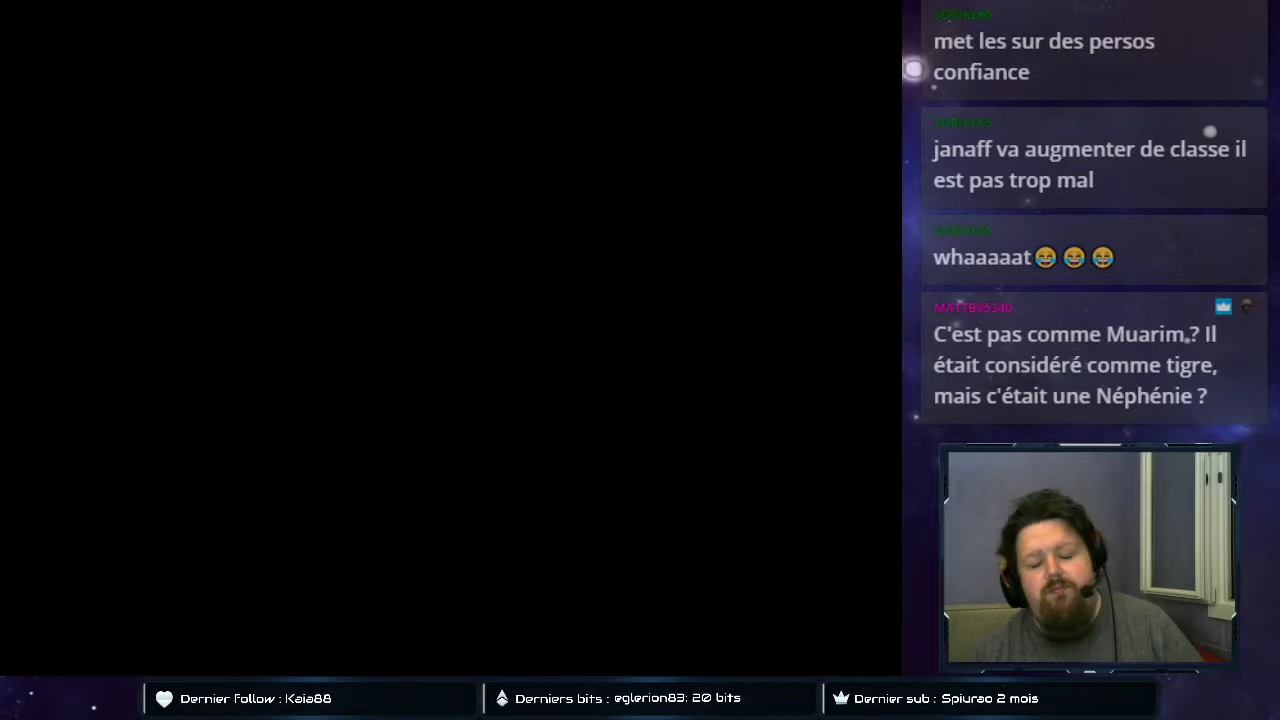 met les sur des persos
confiance
janaff va augmenter de classe il
est pas trop mal
whaaaaat😂😂😂
MATTB95340
C'est pas comme Muarim,? Il
était considéré comme tigre,
mais c'était une Néphénie ?
Dernier Follow : Kaia88
Derniers bits : eglerion83: 20 bits
Dernier sub : Spiurao 2 mois